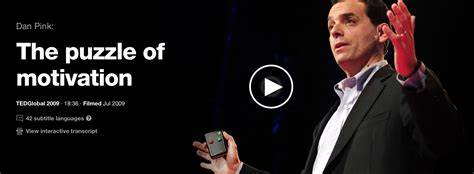 Dan Pink:
The puzzle of
motivation
TEDGlobal 2009 · 18:36 · Filmed Jul 2009
42 subtitle languages
View interactive transcript